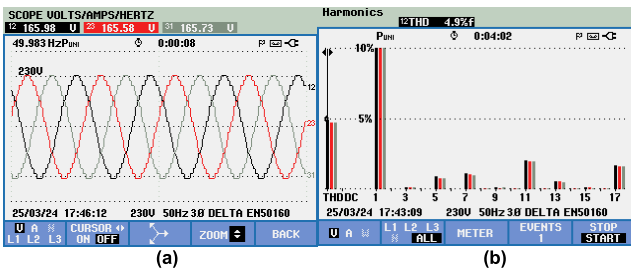 SCOPE VOLTS/AMPS/HERTZ
12 165.98 U 23 165.58 U 31 165.73 U
49.983 HzPUNI 0:00:08 P
230V
12
23
31
25/03/24 17:46:12 230V 50Hz 3Ø DELTA EN50160
U A L1 L2 L3 CURSOR ON OFF ZOOM BACK
(a)
Harmonics
12THD 4.9%f
PUNI 0:04:02 P
10%
5%
THDDC 1 3 5 7 9 11 13 15 17
25/03/24 17:43:09 230V 50Hz 3Ø DELTA EN50160
U A W L1 L2 L3 N ALL METER EVENTS 1 STOP START
(b)